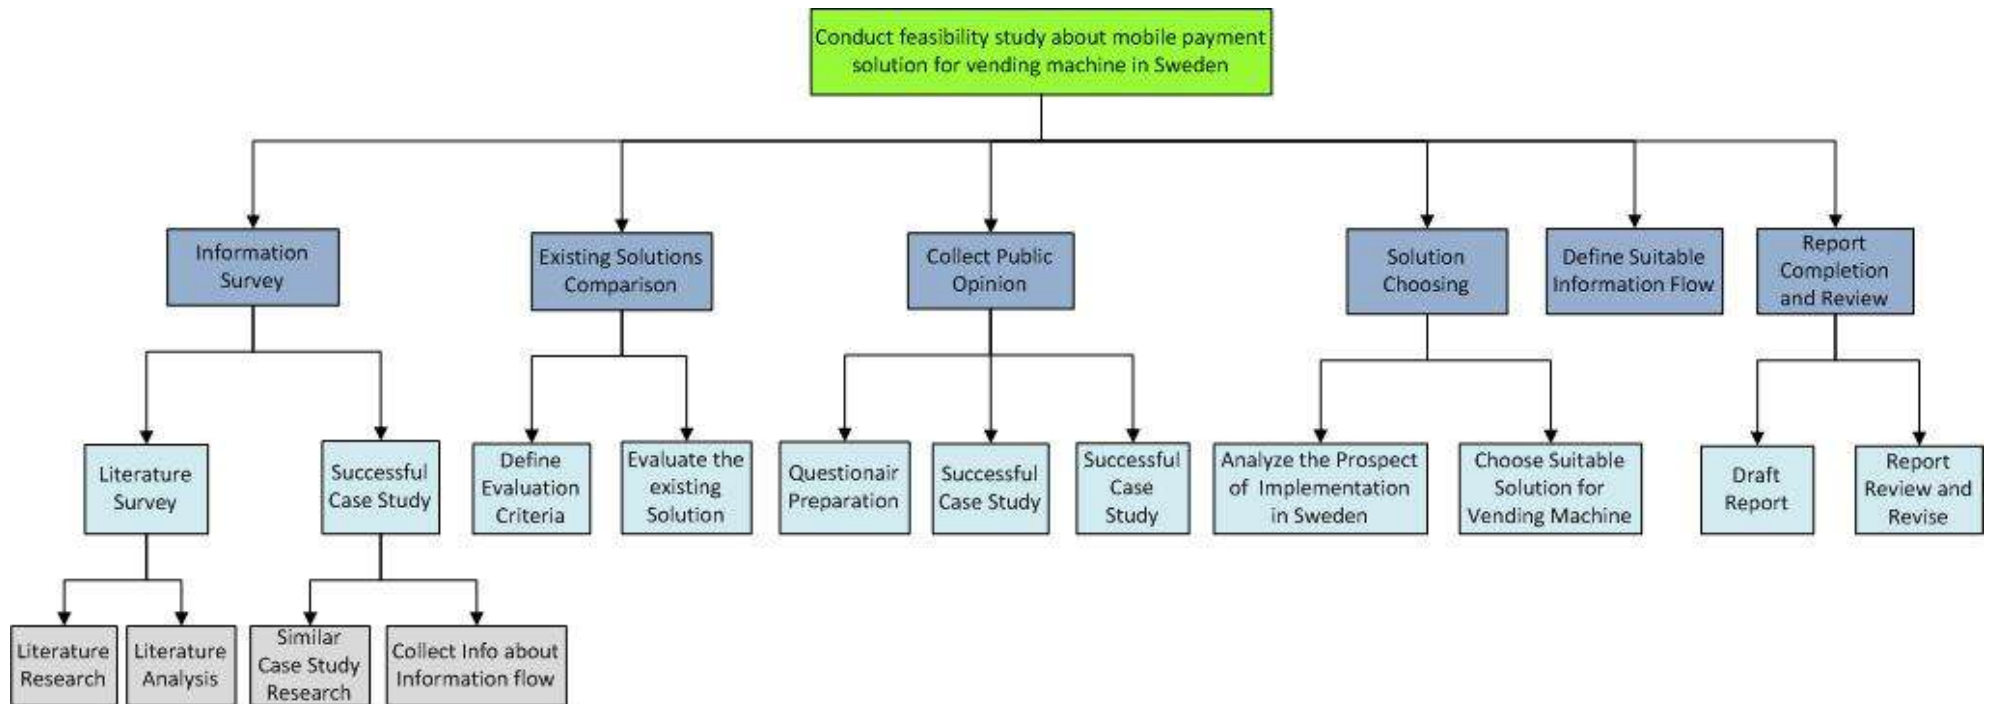 Conduct feasibility study about mobile payment
solution for vending machine in Sweden
Information
Survey
Existing Solutions
Comparison
Collect Public
Opinion
Solution
Choosing
Define Suitable
Information Flow
Report
Completion
and Review
Literature
Survey
Successful
Case Study
Define
Evaluation
Criteria
Evaluate the
existing
Solution
Questionair
Preparation
Successful
Case Study
Successful
Case
Study
Analyze the Prospect
of Implementation
in Sweden
Choose Suitable
Solution for
Vending Machine
Draft
Report
Report
Review and
Revise
Literature
Research
Literature
Analysis
Similar
Case Study
Research
Collect Info about
Information flow